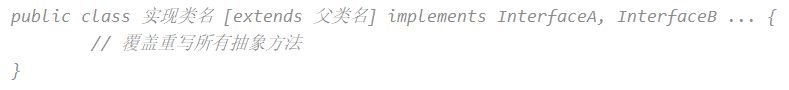 public class 实现类名 [extends 父类名] implements InterfaceA, InterfaceB ... {
// 覆盖重写所有抽象方法
}